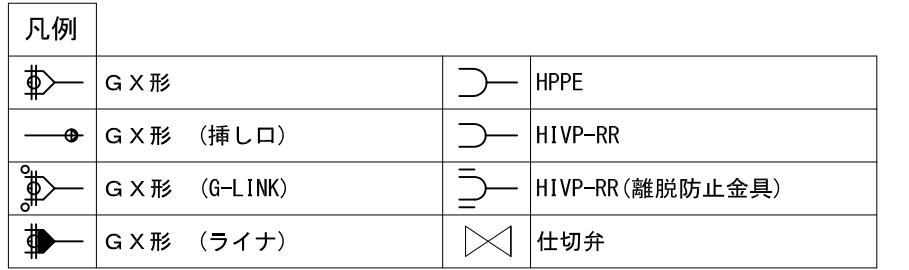 凡例
ＧＸ形 HPPE
ＧＸ形 (挿し口) HIVP-RR
ＧＸ形 (G-LINK) HIVP-RR(離脱防止金具)
ＧＸ形 (ライナ) 仕切弁